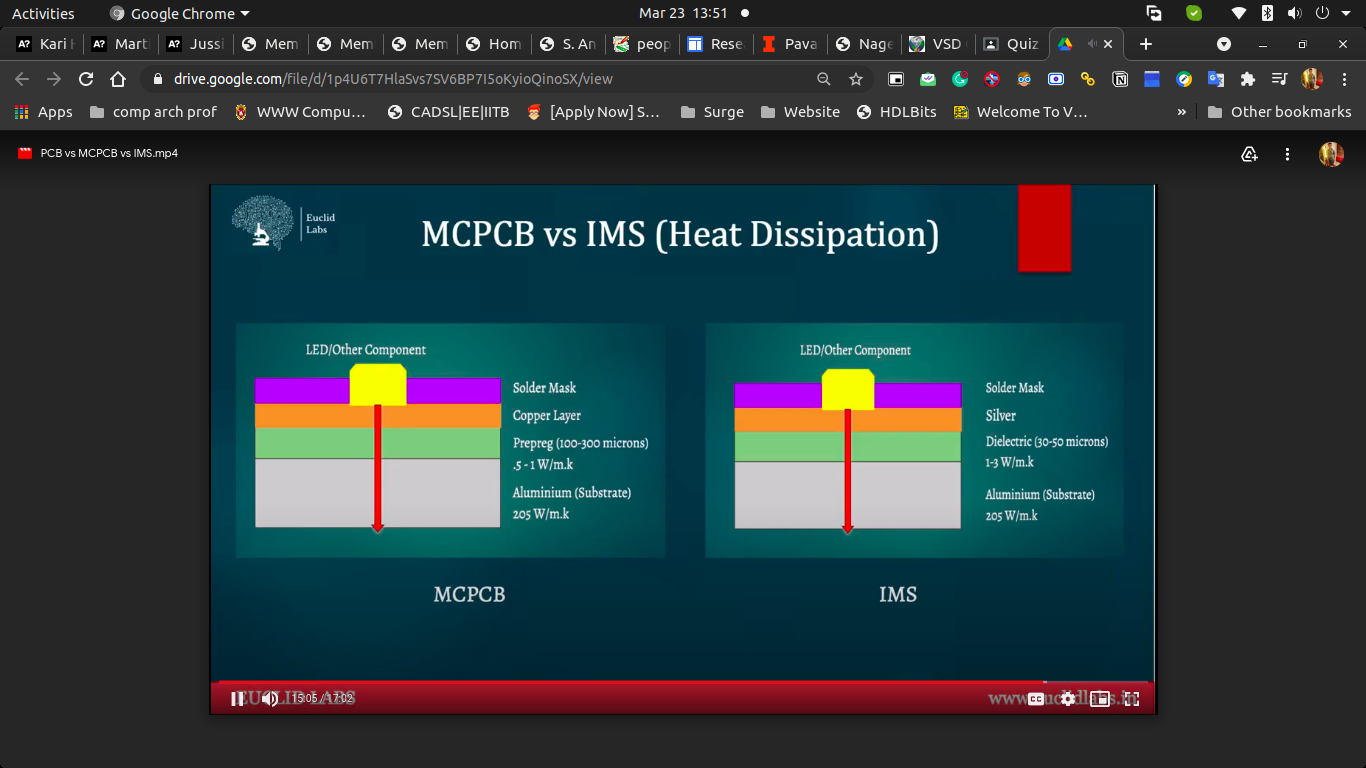 Activities
Google Chrome
Mar 23 13:51
Kari
Marti
Jussi
Mem
Mem
Mem
Hom
S. An
peop
Rese
Pava
Nage
VSD
Quiz
drive.google.com/file/d/1p4U6T7HlaSvs7SV6BP7I5oKyioQinoSX/view
Apps
comp arch prof
WWW Compu…
CADSL|EE|IITB
[Apply Now] S…
Surge
Website
HDLBits
Welcome To V…
»
Other bookmarks
PCB vs MCPCB vs IMS.mp4
Euclid
Labs
MCPCB vs IMS (Heat Dissipation)
LED/Other Component
Solder Mask
Copper Layer
Prepreg (100-300 microns)
.5 - 1 W/m.k
Aluminium (Substrate)
205 W/m.k
MCPCB
LED/Other Component
Solder Mask
Silver
Dielectric (30-50 microns)
1-3 W/m.k
Aluminium (Substrate)
205 W/m.k
IMS
EUCLID LABS
15:05 / 17:02
www.euclidlabs.in
CC